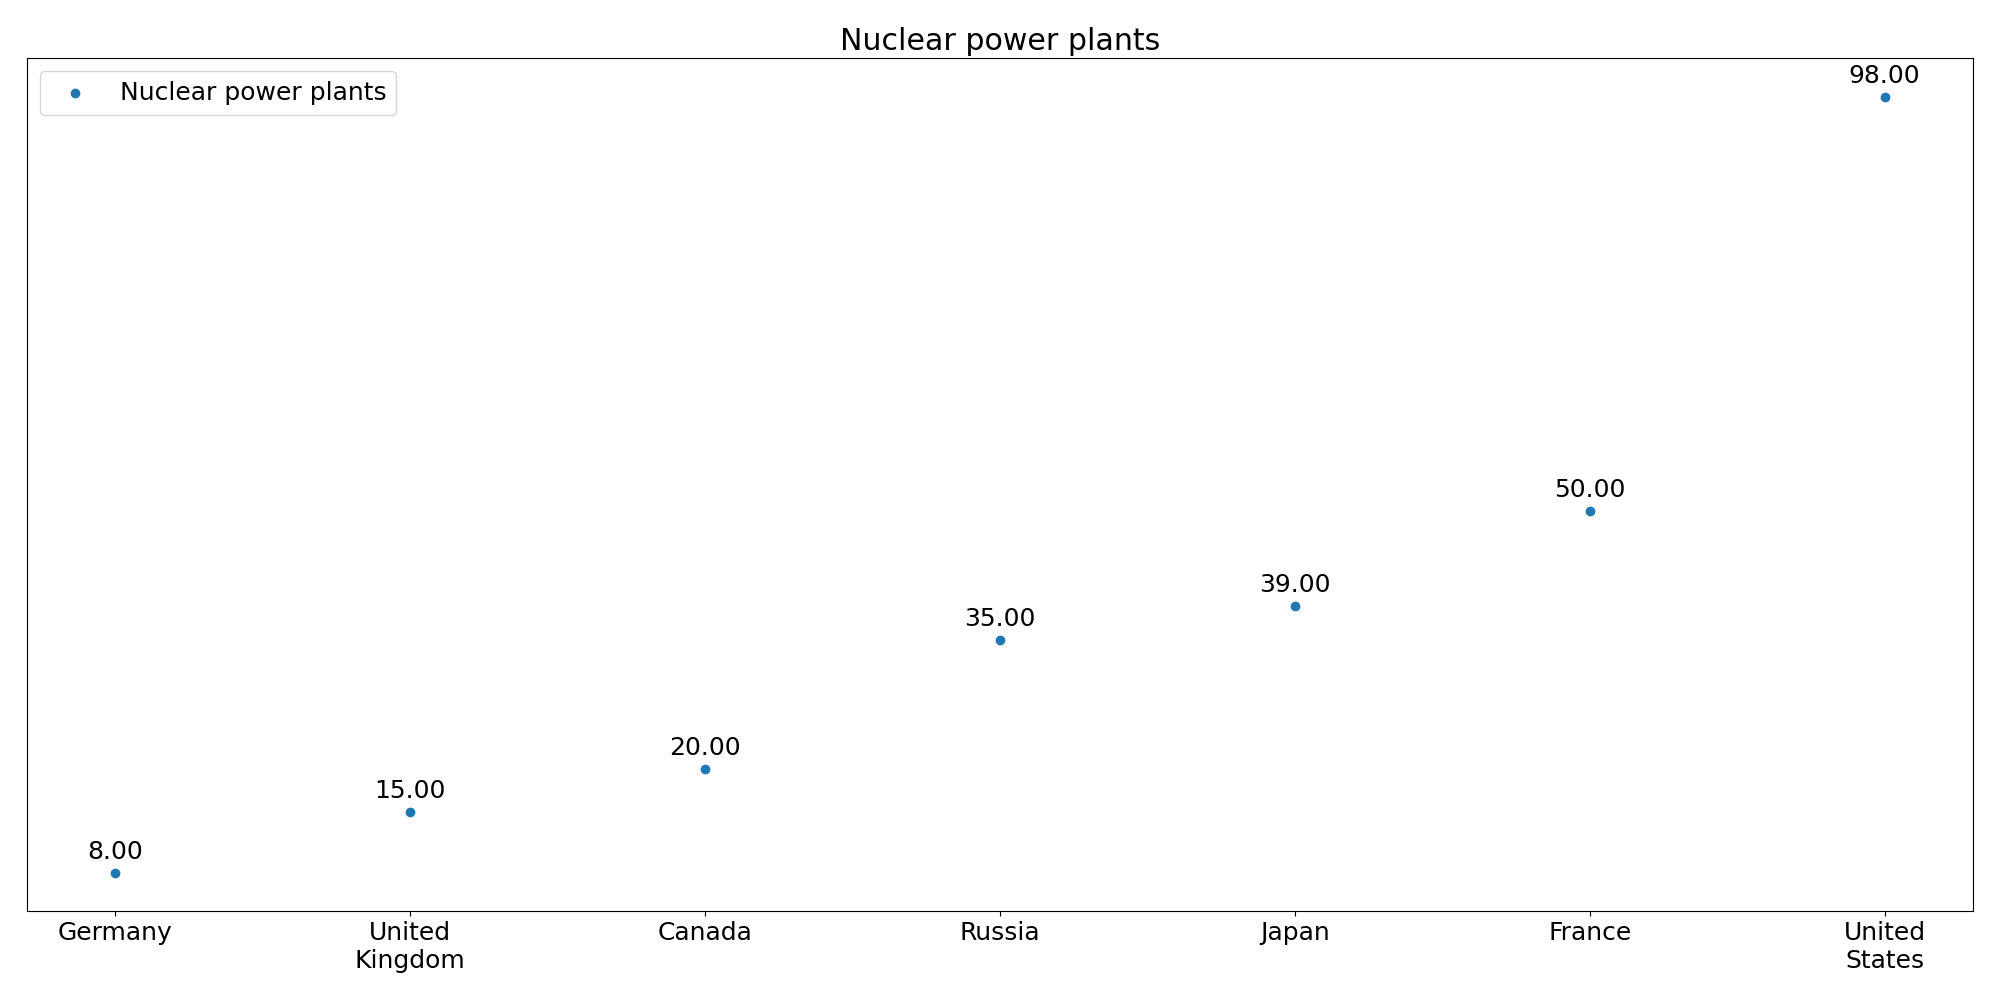 Nuclear power plants
Nuclear power plants
98.00
50.00
39.00
35.00
20.00
15.00
8.00
Germany
United
Kingdom
Canada
Russia
Japan
France
United
States